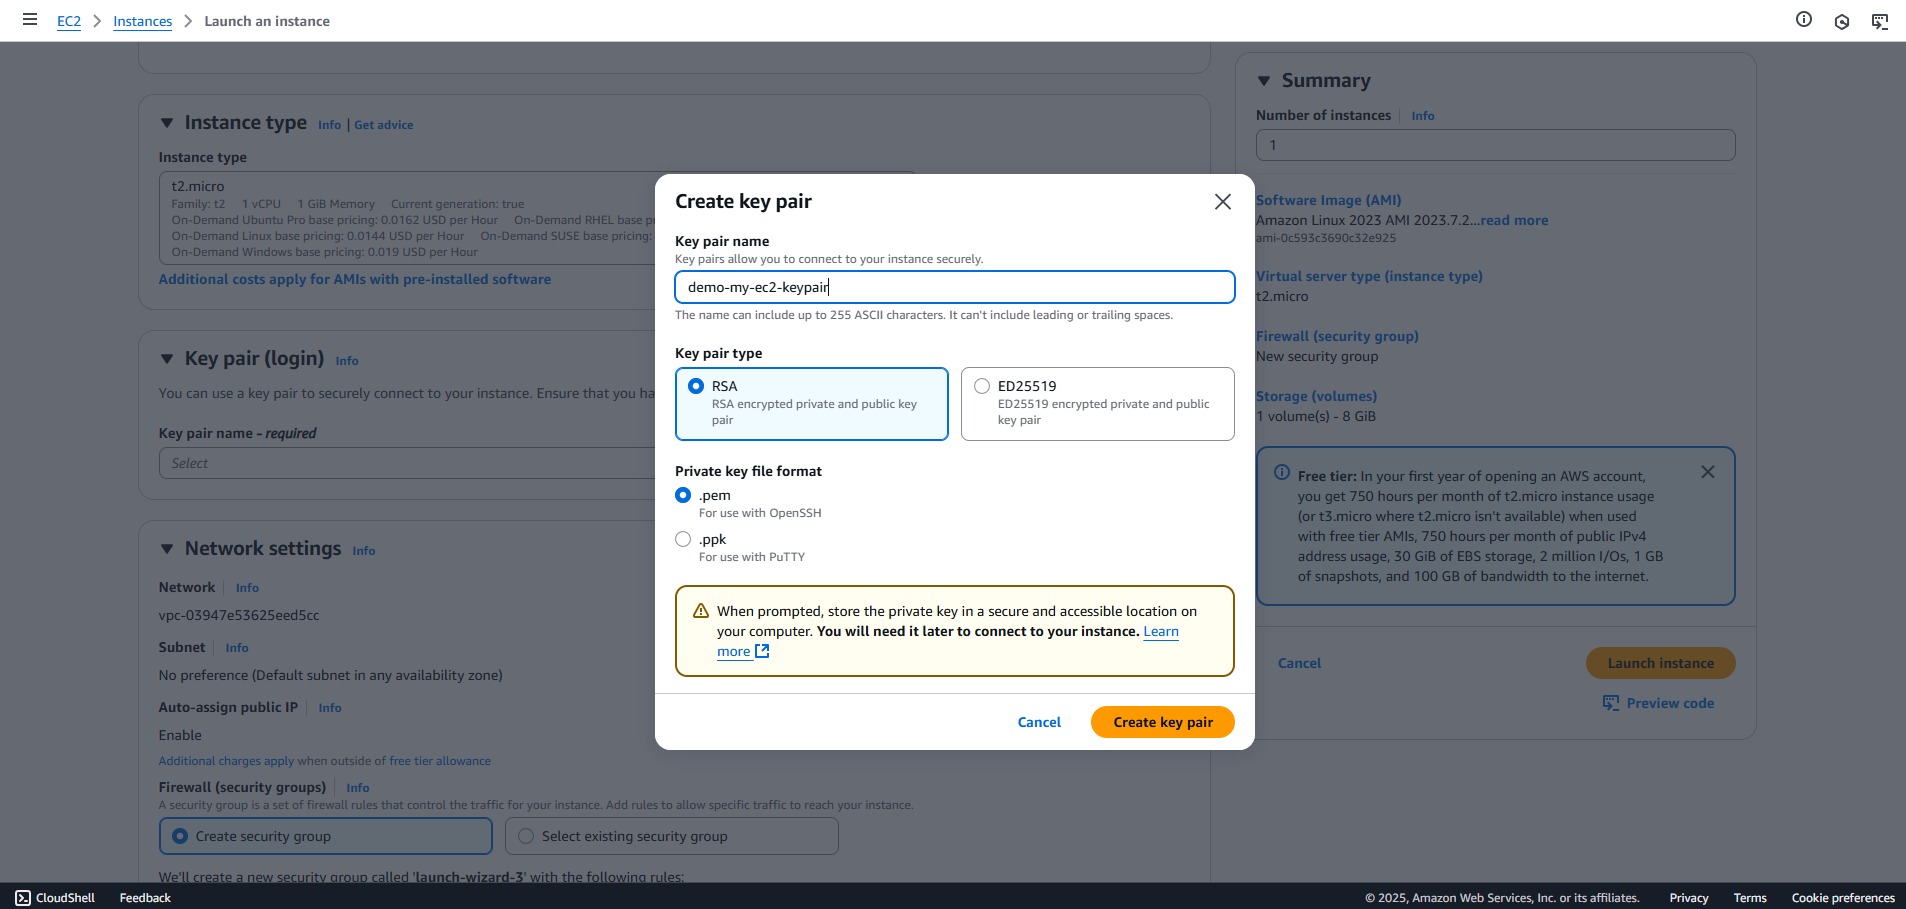 EC2 > Instances > Launch an instance
Instance type Info | Get advice
Instance type
t2.micro
Family: t2 1 vCPU 1 GiB Memory Current generation: true
On-Demand Ubuntu Pro base pricing: 0.0162 USD per Hour On-Demand RHEL base
On-Demand Linux base pricing: 0.0144 USD per Hour On-Demand SUSE base pricing:
On-Demand Windows base pricing: 0.019 USD per Hour
Additional costs apply for AMIs with pre-installed software
Key pair (login) Info
You can use a key pair to securely connect to your instance. Ensure that you
Key pair name - required
Select
Network settings Info
Network Info
vpc-03947e53625eed5cc
Subnet Info
No preference (Default subnet in any availability zone)
Auto-assign public IP Info
Enable
Additional charges apply when outside of free tier allowance
Firewall (security groups) Info
A security group is a set of firewall rules that control the traffic for your instance. Add rules to allow specific traffic to reach your instance.
Create security group
Select existing security group
We'll create a new security group called 'launch-wizard-3' with the following rules:
Create key pair
Key pair name
Key pairs allow you to connect to your instance securely.
demo-my-ec2-keypair
The name can include up to 255 ASCII characters. It can't include leading or trailing spaces.
Key pair type
RSA
RSA encrypted private and public key
pair
ED25519
ED25519 encrypted private and public
key pair
Private key file format
.pem
For use with OpenSSH
.ppk
For use with PuTTY
When prompted, store the private key in a secure and accessible location on
your computer. You will need it later to connect to your instance. Learn
more
Cancel
Create key pair
Summary
Number of instances Info
1
Software Image (AMI)
Amazon Linux 2023 AMI 2023.7.2...read more
ami-0c593c3690c32e925
Virtual server type (instance type)
t2.micro
Firewall (security group)
New security group
Storage (volumes)
1 volume(s) - 8 GiB
Free tier: In your first year of opening an AWS account,
you get 750 hours per month of t2.micro instance usage
(or t3.micro where t2.micro isn't available) when used
with free tier AMIs, 750 hours per month of public IPv4
address usage, 30 GiB of EBS storage, 2 million I/Os, 1 GB
of snapshots, and 100 GB of bandwidth to the internet.
Cancel
Launch instance
Preview code
CloudShell
Feedback
© 2025, Amazon Web Services, Inc. or its affiliates.
Privacy
Terms
Cookie preferences